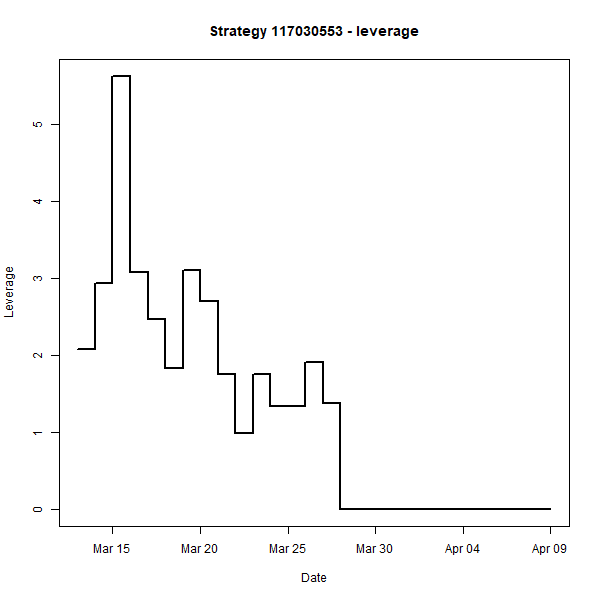 Strategy 117030553 - leverage
Leverage
5
4
3
2
1
0
Mar 15
Mar 20
Mar 25
Mar 30
Apr 04
Apr 09
Date